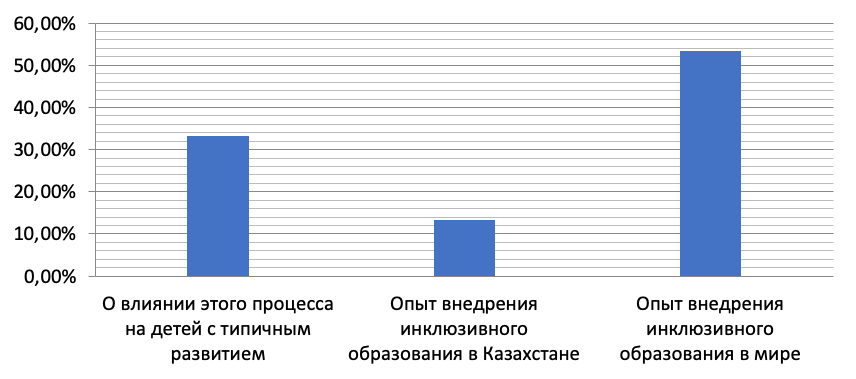 60,00%
50,00%
40,00%
30,00%
20,00%
10,00%
0,00%
О влиянии этого процесса
на детей с типичным
развитием
Опыт внедрения
инклюзивного
образования в Казахстане
Опыт внедрения
инклюзивного
образования в мире